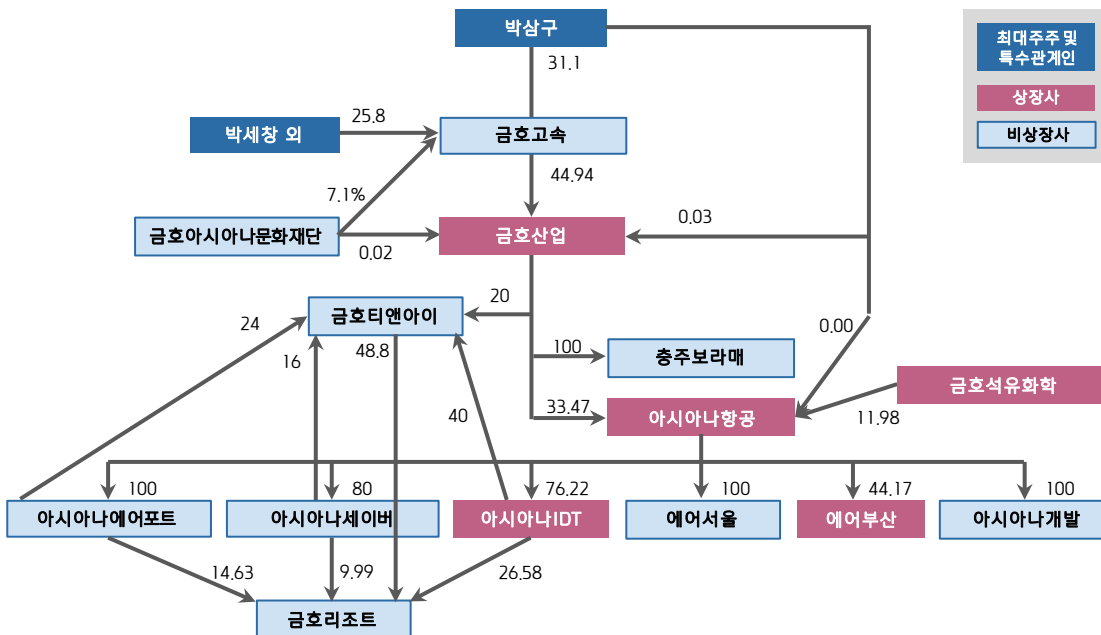 박삼구
최대주주 및
특수관계인
31.1
상장사
25.8
박세창 외
금호고속
비상장사
44.94
7.1%
0.03
금호아시아나문화재단
금호산업
0.02
20
금호티앤아이
24
0.00
16
48.8
100
충주보라매
금호석유화학
40
33.47
아시아나항공
11.98
100
80
76.22
100
44.17
100
아시아나에어포트
아시아나세이버
아시아나IDT
에어서울
에어부산
아시아나개발
14.63
9.99
26.58
금호리조트